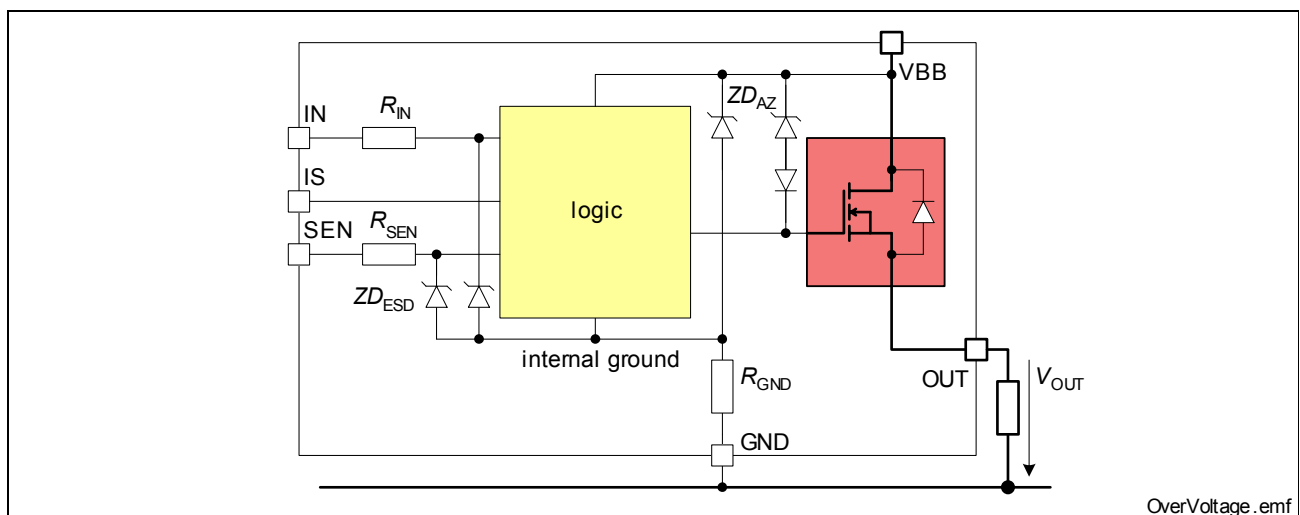 VBB
ZD_AZ
IN
R_IN
IS
SEN
R_SEN
logic
ZD_ESD
internal ground
R_GND
OUT
V_OUT
GND
OverVoltage.emf